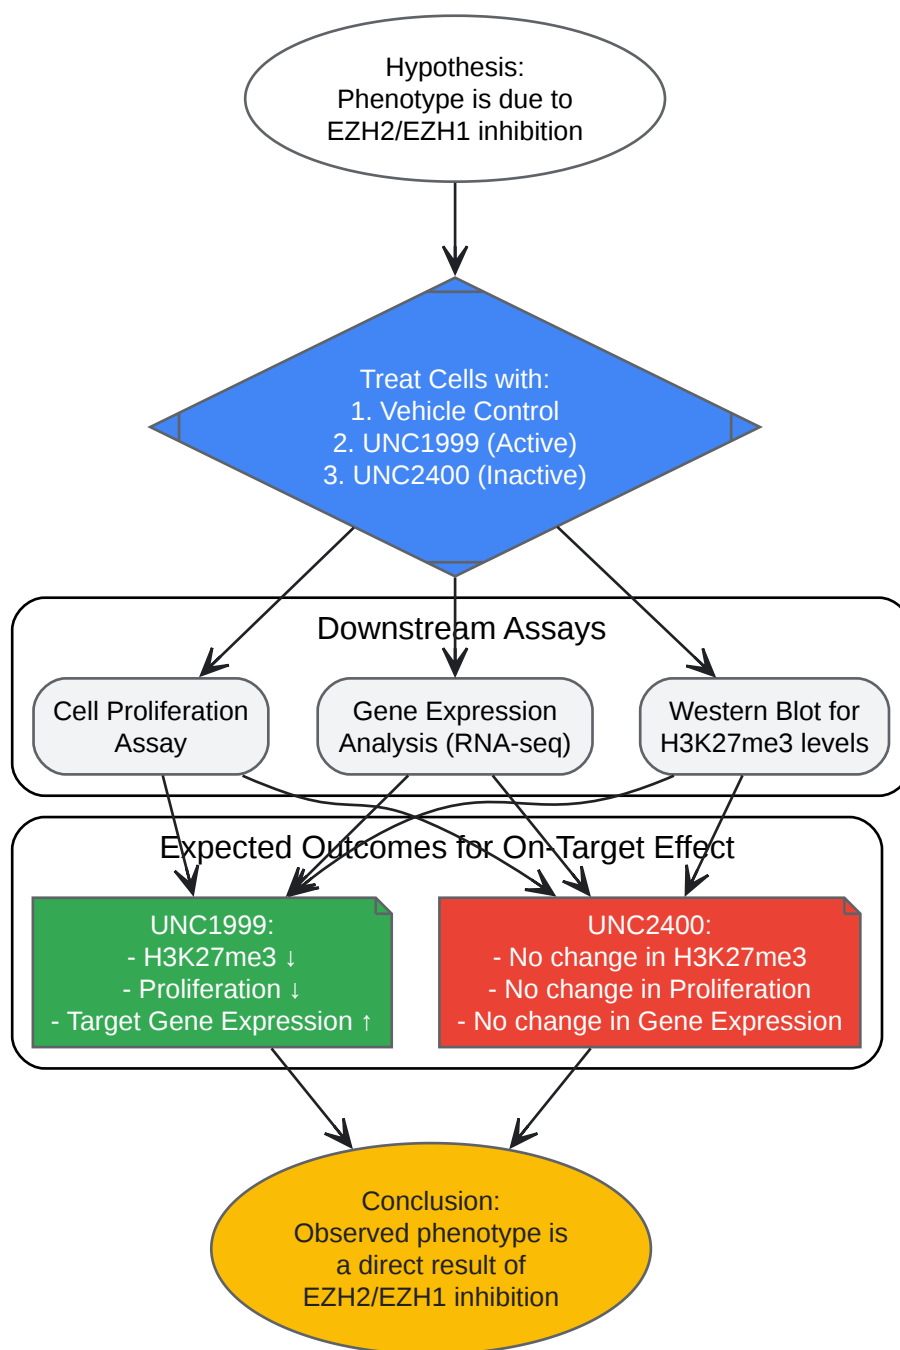 Hypothesis:
Phenotype is due to
EZH2/EZH1 inhibition
Treat Cells with:
1. Vehicle Control
2. UNC1999 (Active)
3. UNC2400 (Inactive)
Downstream Assays
Cell Proliferation
Assay
Gene Expression
Analysis (RNA-seq)
Western Blot for
H3K27me3 levels
Expected Outcomes for On-Target Effect
UNC1999:
- H3K27me3 ↓
- Proliferation ↓
- Target Gene Expression ↑
UNC2400:
- No change in H3K27me3
- No change in Proliferation
- No change in Gene Expression
Conclusion:
Observed phenotype is
a direct result of
EZH2/EZH1 inhibition